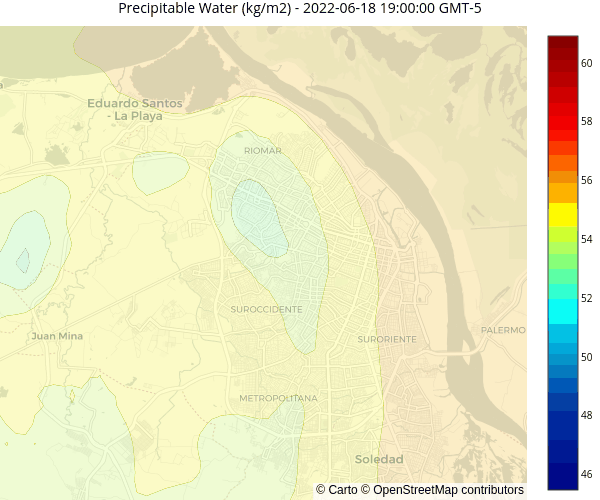 Precipitable Water (kg/m2) - 2022-06-18 19:00:00 GMT-5
60
58
56
54
52
50
48
46
a
Eduardo Santos
- La Playa
RIOMAR
SUROCCIDENTE
Juan Mina
SURORIENTE
PALERMO
METROPOLITANA
Soledad
© Carto © OpenStreetMap contributors